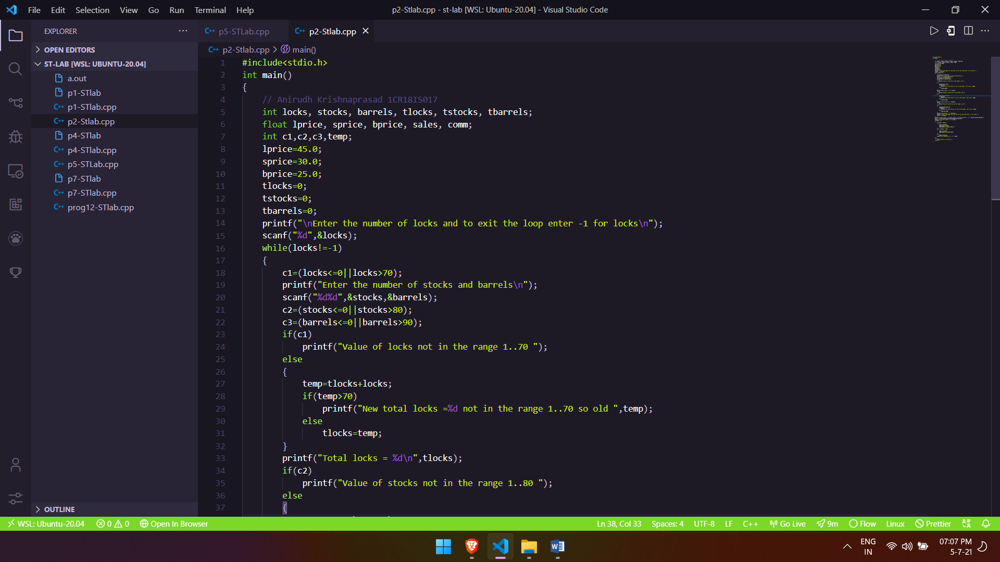 File Edit Selection View Go Run Terminal Help
p2-Stlab.cpp - st-lab [WSL: Ubuntu-20.04] - Visual Studio Code
EXPLORER
OPEN EDITORS
ST-LAB [WSL: UBUNTU-20.04]
a.out
p1-STlab
p1-STlab.cpp
p2-Stlab.cpp
p4-STlab
p4-STlab.cpp
p5-STLab.cpp
p7-STlab
p7-STlab.cpp
prog12-STlab.cpp
OUTLINE
C++ p5-STLab.cpp C++ p2-Stlab.cpp
C++ p2-Stlab.cpp > main()
1 #include<stdio.h>
2 int main()
3 {
4 // Anirudh Krishnaprasad 1CR18IS017
5 int locks, stocks, barrels, tlocks, tstocks, tbarrels;
6 float lprice, sprice, bprice, sales, comm;
7 int c1,c2,c3,temp;
8 lprice=45.0;
9 sprice=30.0;
10 bprice=25.0;
11 tlocks=0;
12 tstocks=0;
13 tbarrels=0;
14 printf("\nEnter the number of locks and to exit the loop enter -1 for locks\n");
15 scanf("%d",&locks);
16 while(locks!=-1)
17 {
18 c1=(locks<=0||locks>70);
19 printf("Enter the number of stocks and barrels\n");
20 scanf("%d%d",&stocks,&barrels);
21 c2=(stocks<=0||stocks>80);
22 c3=(barrels<=0||barrels>90);
23 if(c1)
24 printf("Value of locks not in the range 1..70 ");
25 else
26 {
27 temp=tlocks+locks;
28 if(temp>70)
29 printf("New total locks =%d not in the range 1..70 so old ",temp);
30 else
31 tlocks=temp;
32 }
33 printf("Total locks = %d\n",tlocks);
34 if(c2)
35 printf("Value of stocks not in the range 1..80 ");
36 else
37 {
WSL: Ubuntu-20.04 0 0 Open In Browser Ln 38, Col 33 Spaces: 4 UTF-8 LF C++ Go Live 9m Flow Linux Prettier
ENG
IN
07:07 PM
5-7-21